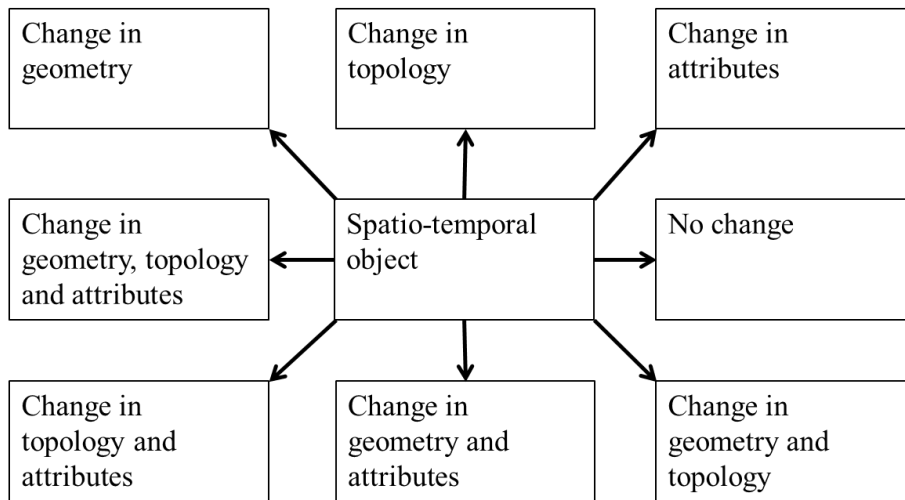 Change in
geometry
Change in
topology
Change in
attributes
Change in
geometry, topology
and attributes
Spatio-temporal
object
No change
Change in
topology and
attributes
Change in
geometry and
attributes
Change in
geometry and
topology